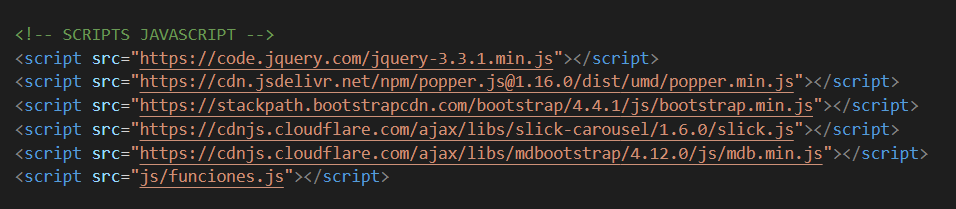 <!-- SCRIPTS JAVASCRIPT -->
<script src="https://code.jquery.com/jquery-3.3.1.min.js"></script>
<script src="https://cdn.jsdelivr.net/npm/popper.js@1.16.0/dist/umd/popper.min.js"></script>
<script src="https://stackpath.bootstrapcdn.com/bootstrap/4.4.1/js/bootstrap.min.js"></script>
<script src="https://cdnjs.cloudflare.com/ajax/libs/slick-carousel/1.6.0/slick.js"></script>
<script src="https://cdnjs.cloudflare.com/ajax/libs/mdbootstrap/4.12.0/js/mdb.min.js"></script>
<script src="js/funciones.js"></script>